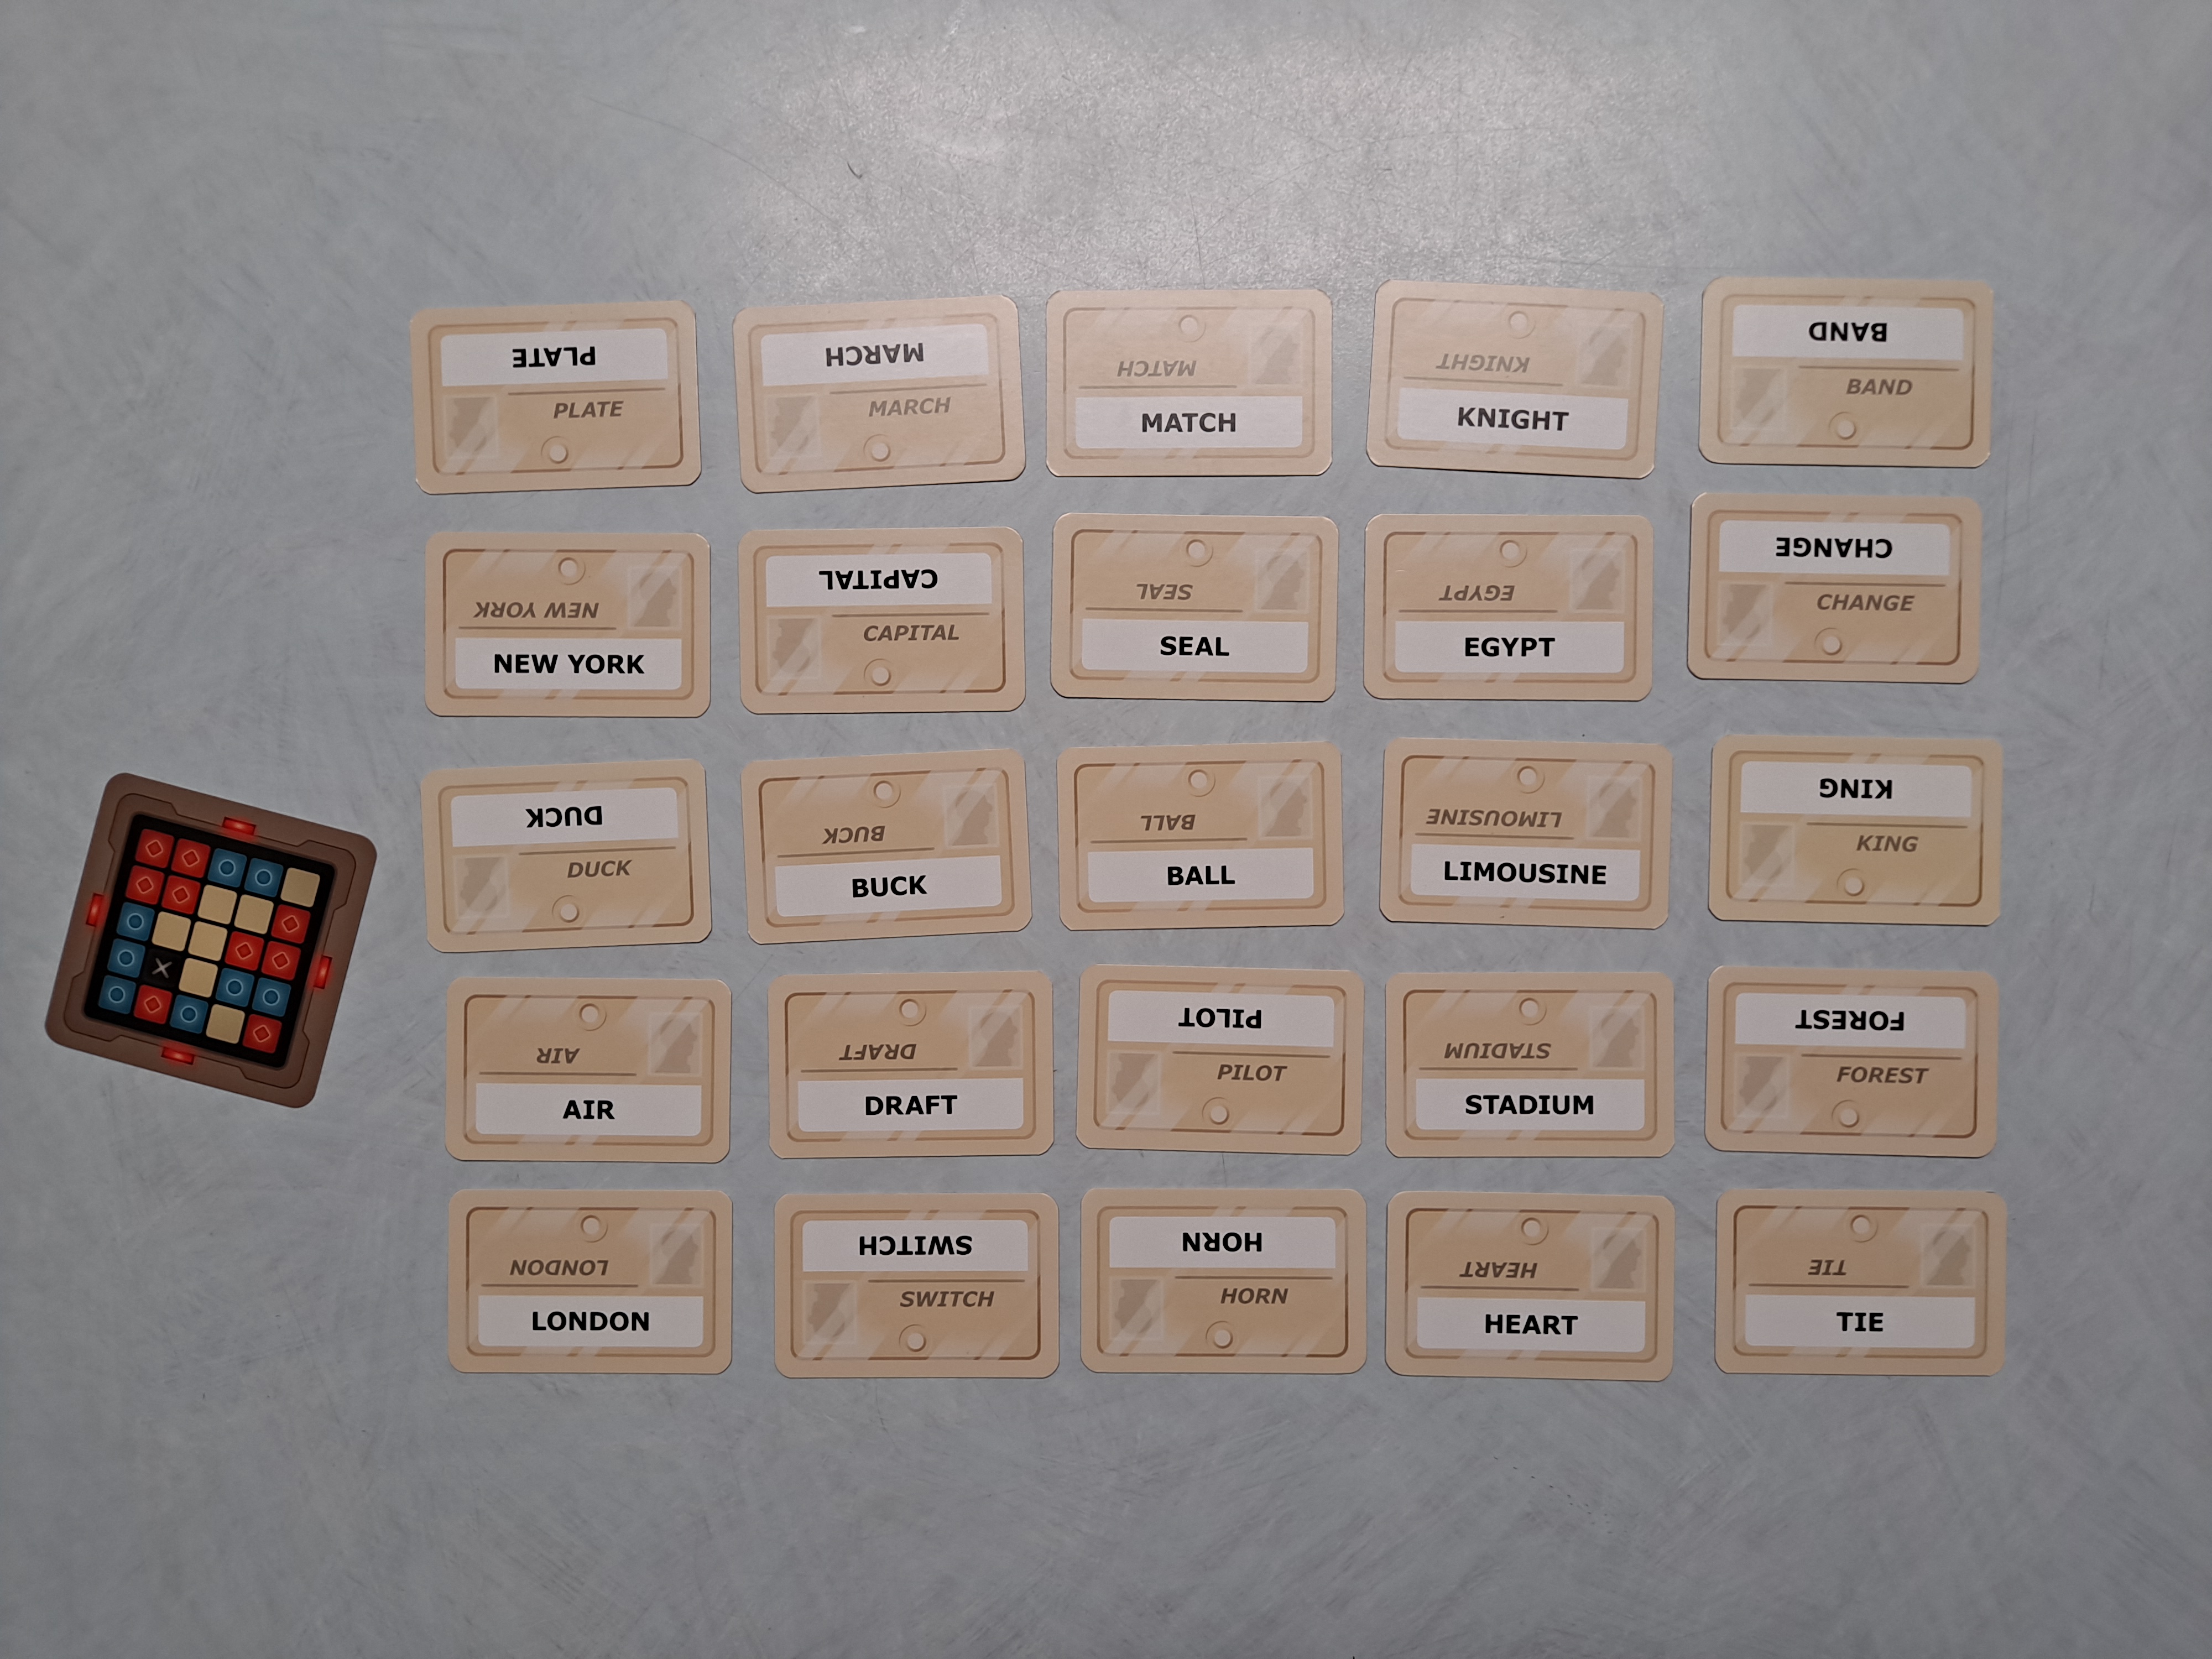 LONDON
LONDON
AIR
AIR
DUCK
DUCK
NEW YORK
NEW YORK
PLATE
PLATE
SWITCH
SWITCH
DRAFT
DRAFT
BUCK
BUCK
CAPITAL
CAPITAL
MARCH
MARCH
HORN
HORN
PILOT
PILOT
BALL
BALL
SEAL
SEAL
MATCH
MATCH
HEART
HEART
STADIUM
STADIUM
LIMOUSINE
LIMOUSINE
EGYPT
EGYPT
KNIGHT
KNIGHT
TIE
TIE
FOREST
FOREST
KING
KING
CHANGE
CHANGE
BAND
BAND